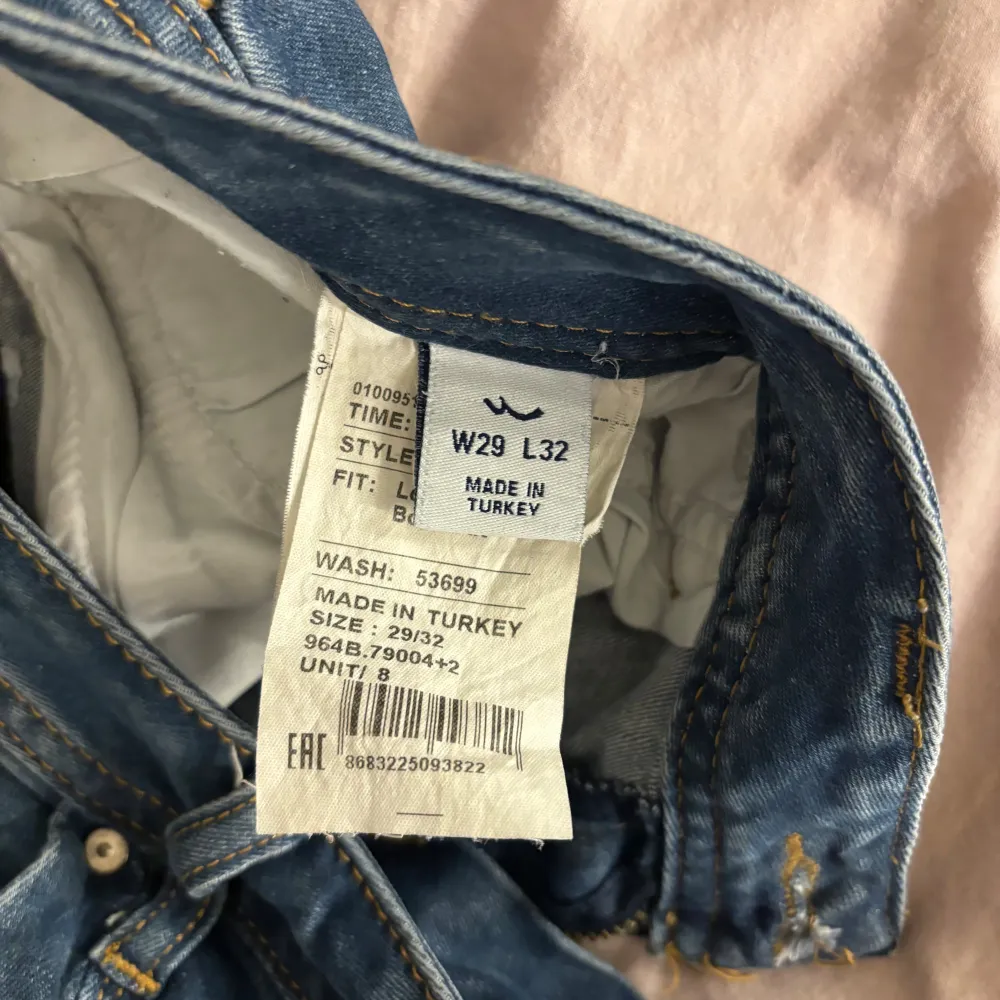 W29 L32
MADE IN
TURKEY
TIME:
STYLE
FIT:
WASH: 53699
MADE IN TURKEY
SIZE : 29/32
964B.79004+2
UNIT/ 8
EAC
8683225093822